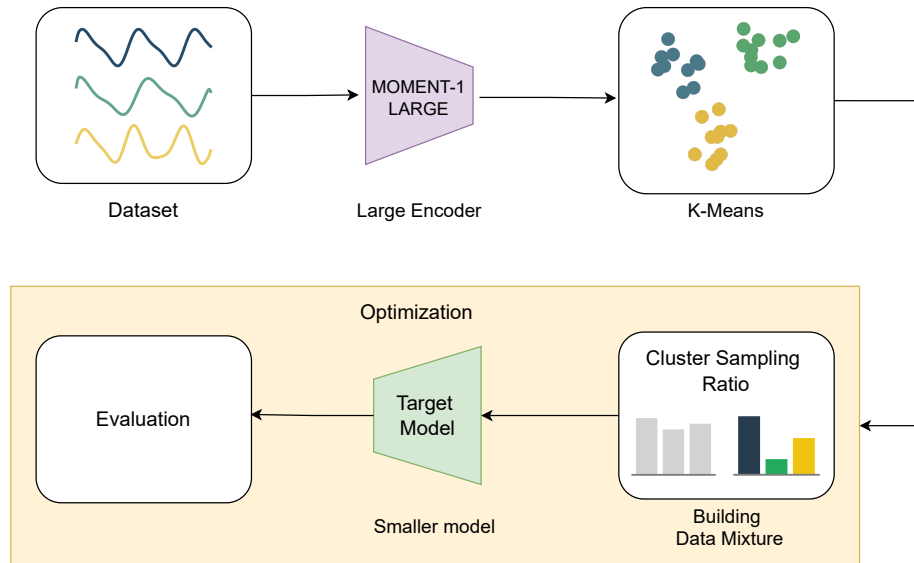 MOMENT-1
LARGE
Dataset
Large Encoder
K-Means
Optimization
Evaluation
Target
Model
Cluster Sampling
Ratio
Smaller model
Building
Data Mixture